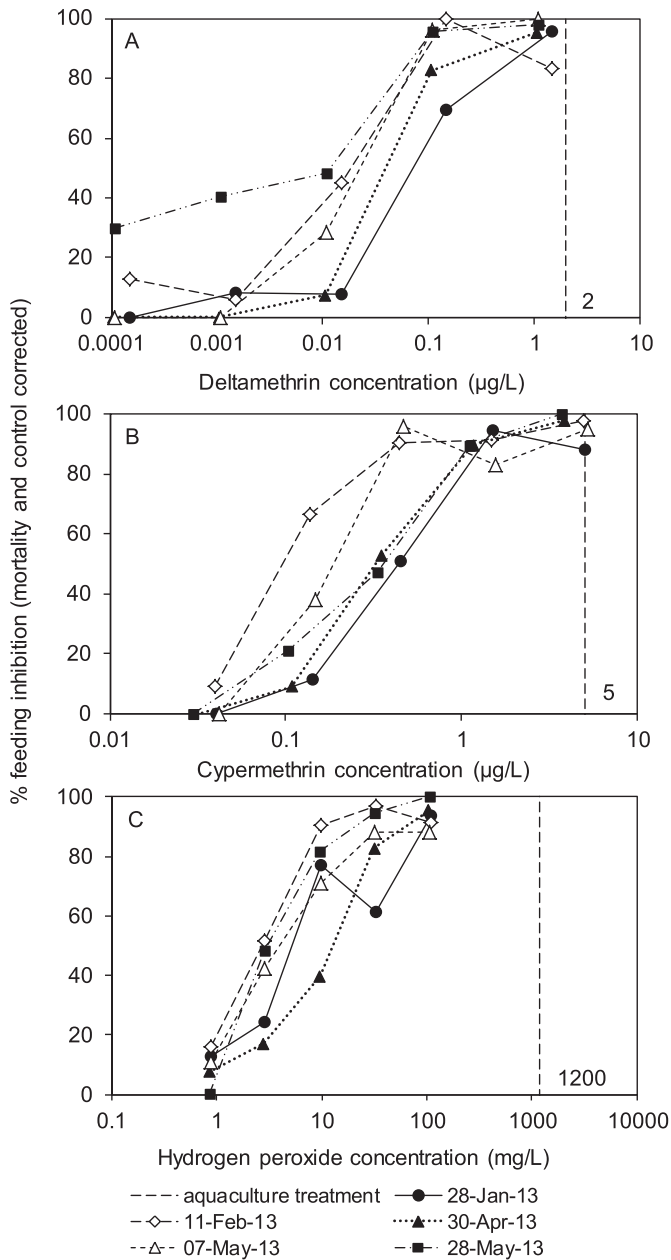 % feeding inhibition (mortality and control corrected)
A
100
80
60
40
20
0
2
0.0001 0.001 0.01 0.1 1 10
Deltamethrin concentration (µg/L)
B
100
80
60
40
20
0
5
0.01 0.1 1 10
Cypermethrin concentration (µg/L)
C
100
80
60
40
20
0
1200
0.1 1 10 100 1000 10000
Hydrogen peroxide concentration (mg/L)
aquaculture treatment 28-Jan-13
11-Feb-13 30-Apr-13
07-May-13 28-May-13